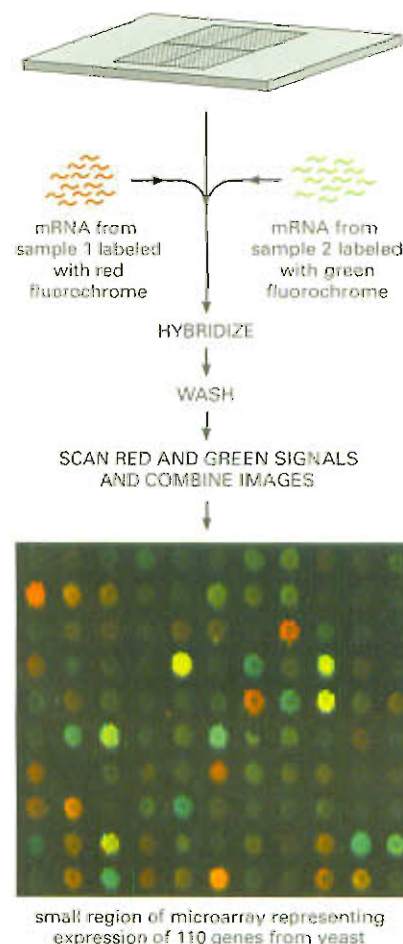 mRNA from
sample 1 labeled
with red
fluorochrome
mRNA from
sample 2 labeled
with green
fluorochrome
HYBRIDIZE
WASH
SCAN RED AND GREEN SIGNALS
AND COMBINE IMAGES
small region of microarray representing
expression of 110 genes from yeast